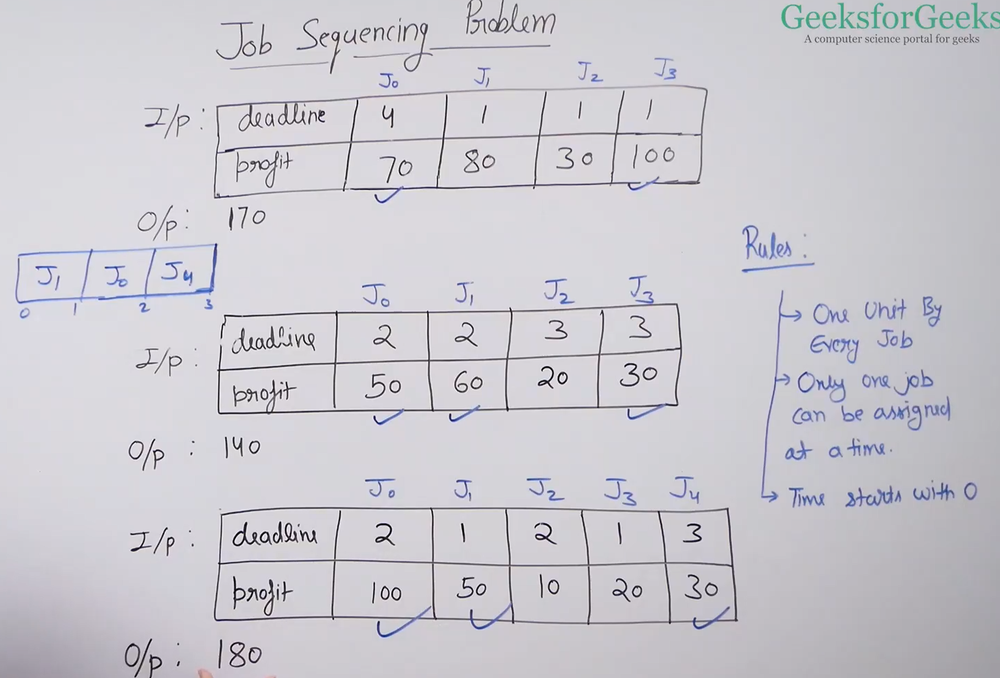 GeeksforGeeks
A computer science portal for geeks
Job Sequencing Problem
J0 J1 J2 J3
I/p: deadline 4 1 1 1
profit 70 80 30 100
O/p: 170
J1 J0 J4
0 1 2 3
J0 J1 J2 J3
I/p: deadline 2 2 3 3
profit 50 60 20 30
O/p: 140
J0 J1 J2 J3 J4
I/p: deadline 2 1 2 1 3
profit 100 50 10 20 30
O/p: 180
Rules:
One Unit By
Every Job
Only one job
can be assigned
at a time.
Time starts with 0